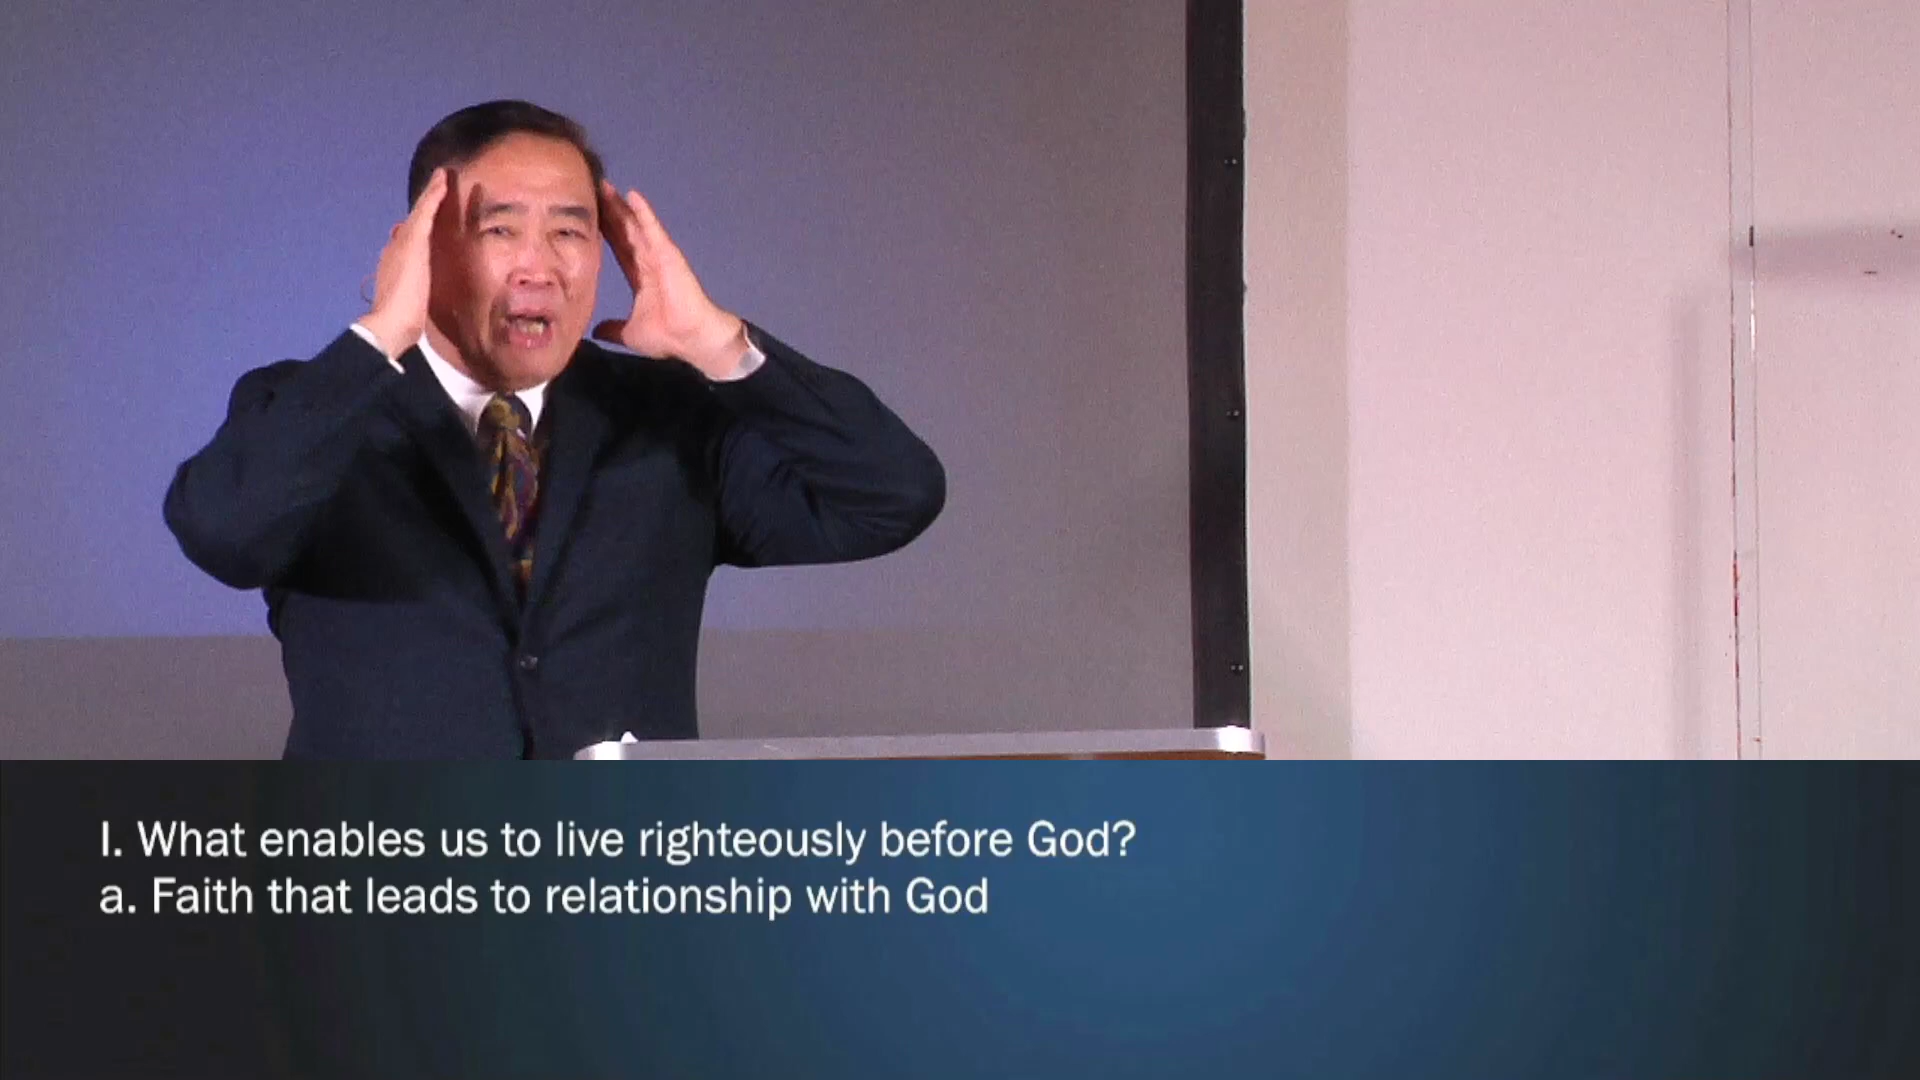 I. What enables us to live righteously before God?
a. Faith that leads to relationship with God